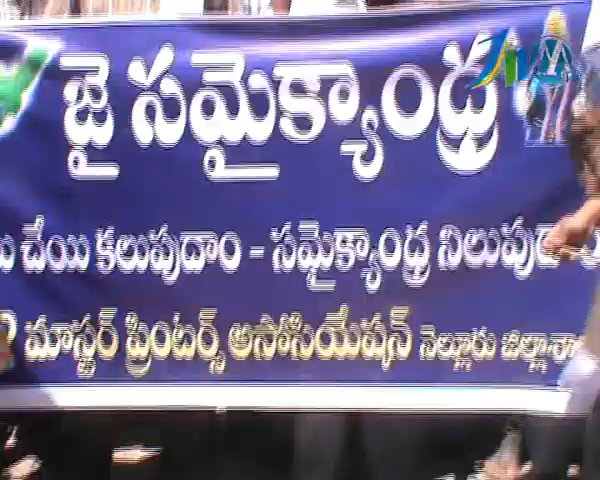 జై సమైక్యాంధ్ర
చేయి కలుపుదాం - సమైక్యాంధ్ర నిలుపుదాం
మాస్టర్ ప్రింటర్స్ అసోసియేషన్ నెల్లూరు జిల్లాశాఖ